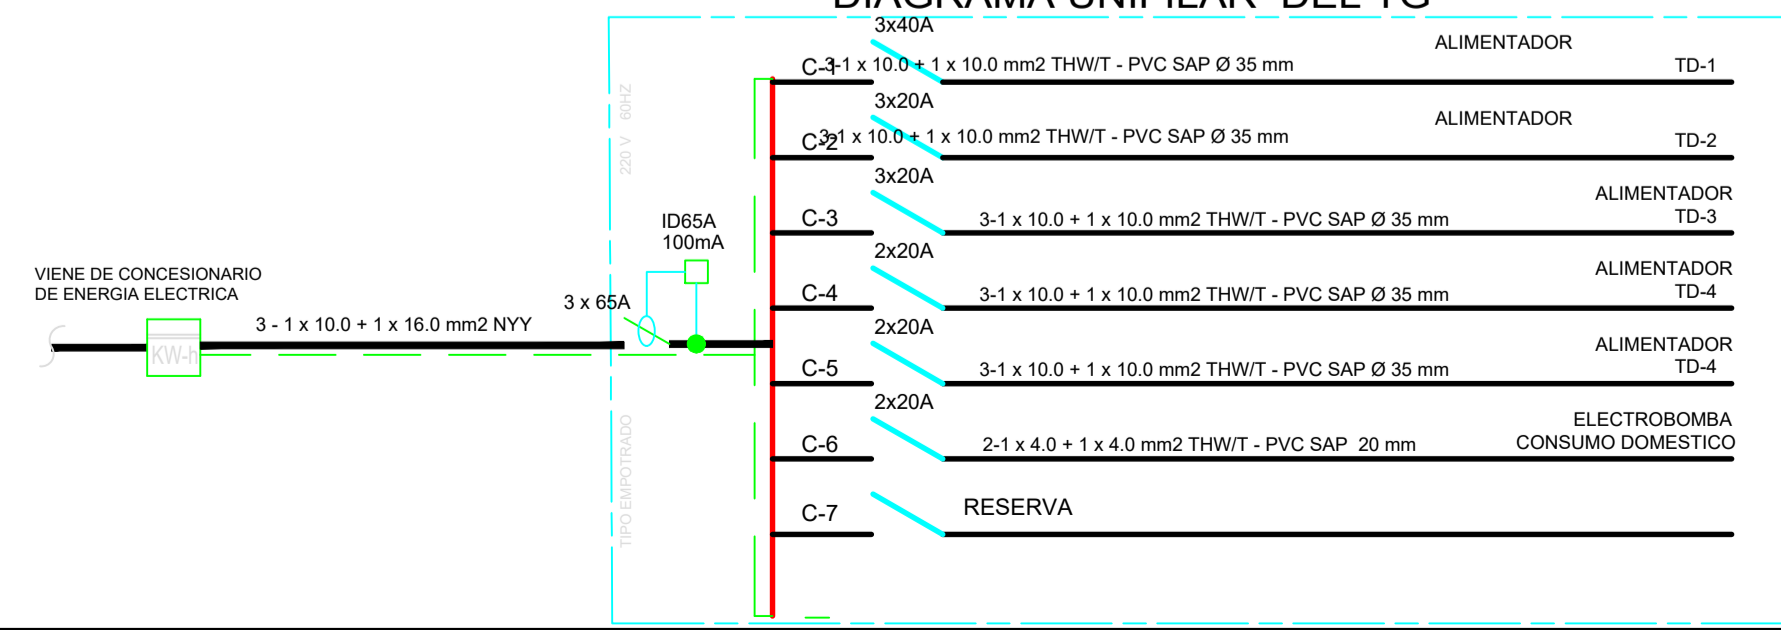 DIAGRAMA UNIFILAR DEL TG
3x40A
ALIMENTADOR
C-1
3-1 x 10.0 + 1 x 10.0 mm2 THW/T - PVC SAP Ø 35 mm
TD-1
3x20A
ALIMENTADOR
C-2
3-1 x 10.0 + 1 x 10.0 mm2 THW/T - PVC SAP Ø 35 mm
TD-2
3x20A
ALIMENTADOR
C-3
3-1 x 10.0 + 1 x 10.0 mm2 THW/T - PVC SAP Ø 35 mm
TD-3
2x20A
ALIMENTADOR
C-4
3-1 x 10.0 + 1 x 10.0 mm2 THW/T - PVC SAP Ø 35 mm
TD-4
2x20A
ALIMENTADOR
C-5
3-1 x 10.0 + 1 x 10.0 mm2 THW/T - PVC SAP Ø 35 mm
TD-4
2x20A
ELECTROBOMBA
C-6
2-1 x 4.0 + 1 x 4.0 mm2 THW/T - PVC SAP 20 mm
CONSUMO DOMESTICO
C-7
RESERVA
220 V 60HZ
TIPO EMPOTRADO
ID65A
100mA
3 x 65A
VIENE DE CONCESIONARIO
DE ENERGIA ELECTRICA
3 - 1 x 10.0 + 1 x 16.0 mm2 NYY
KW-h